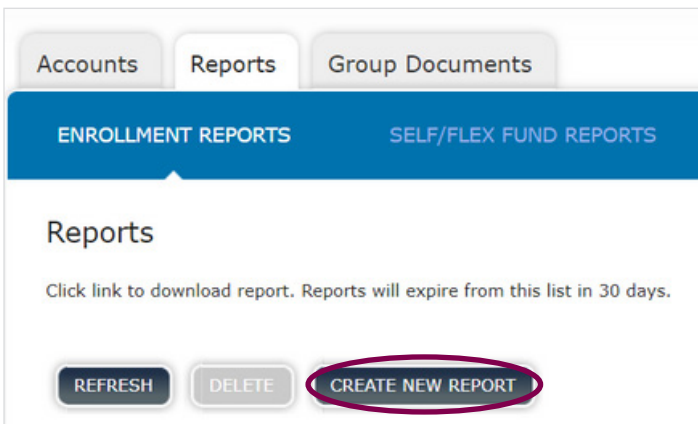 Accounts Reports Group Documents
ENROLLMENT REPORTS SELF/FLEX FUND REPORTS
Reports
Click link to download report. Reports will expire from this list in 30 days.
REFRESH DELETE CREATE NEW REPORT